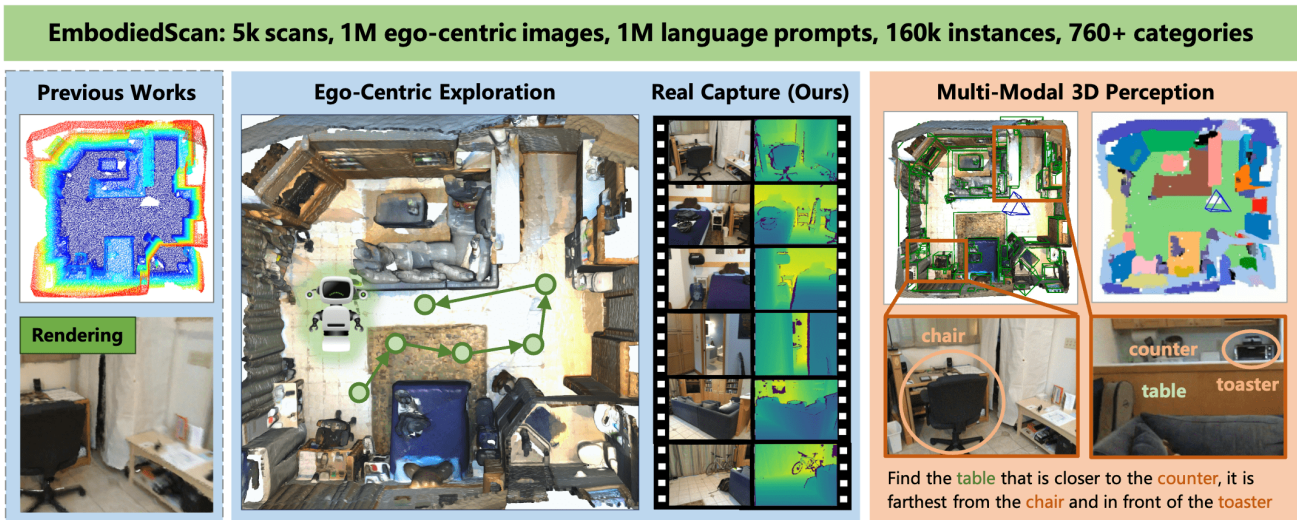 EmbodiedScan: 5k scans, 1M ego-centric images, 1M language prompts, 160k instances, 760+ categories
Previous Works
Rendering
Ego-Centric Exploration
Real Capture (Ours)
Multi-Modal 3D Perception
chair
counter
table
toaster
Find the table that is closer to the counter, it is
farthest from the chair and in front of the toaster